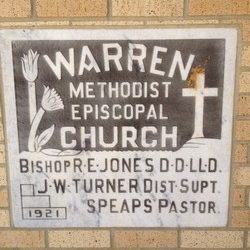 WARREN
METHODIST
EPISCOPAL
CHURCH
BISHOP R.E. JONES D.D.LL.D.
J.W. TURNER DIST. SUPT.
SPEAPS PASTOR.
1921